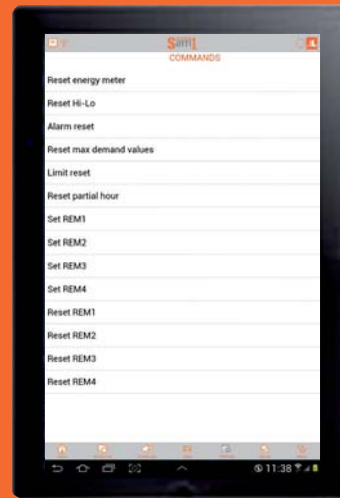 Sam1
COMMANDS
Reset energy meter
Reset Hi-Lo
Alarm reset
Reset max demand values
Limit reset
Reset partial hour
Set REM1
Set REM2
Set REM3
Set REM4
Reset REM1
Reset REM2
Reset REM3
Reset REM4
11:38